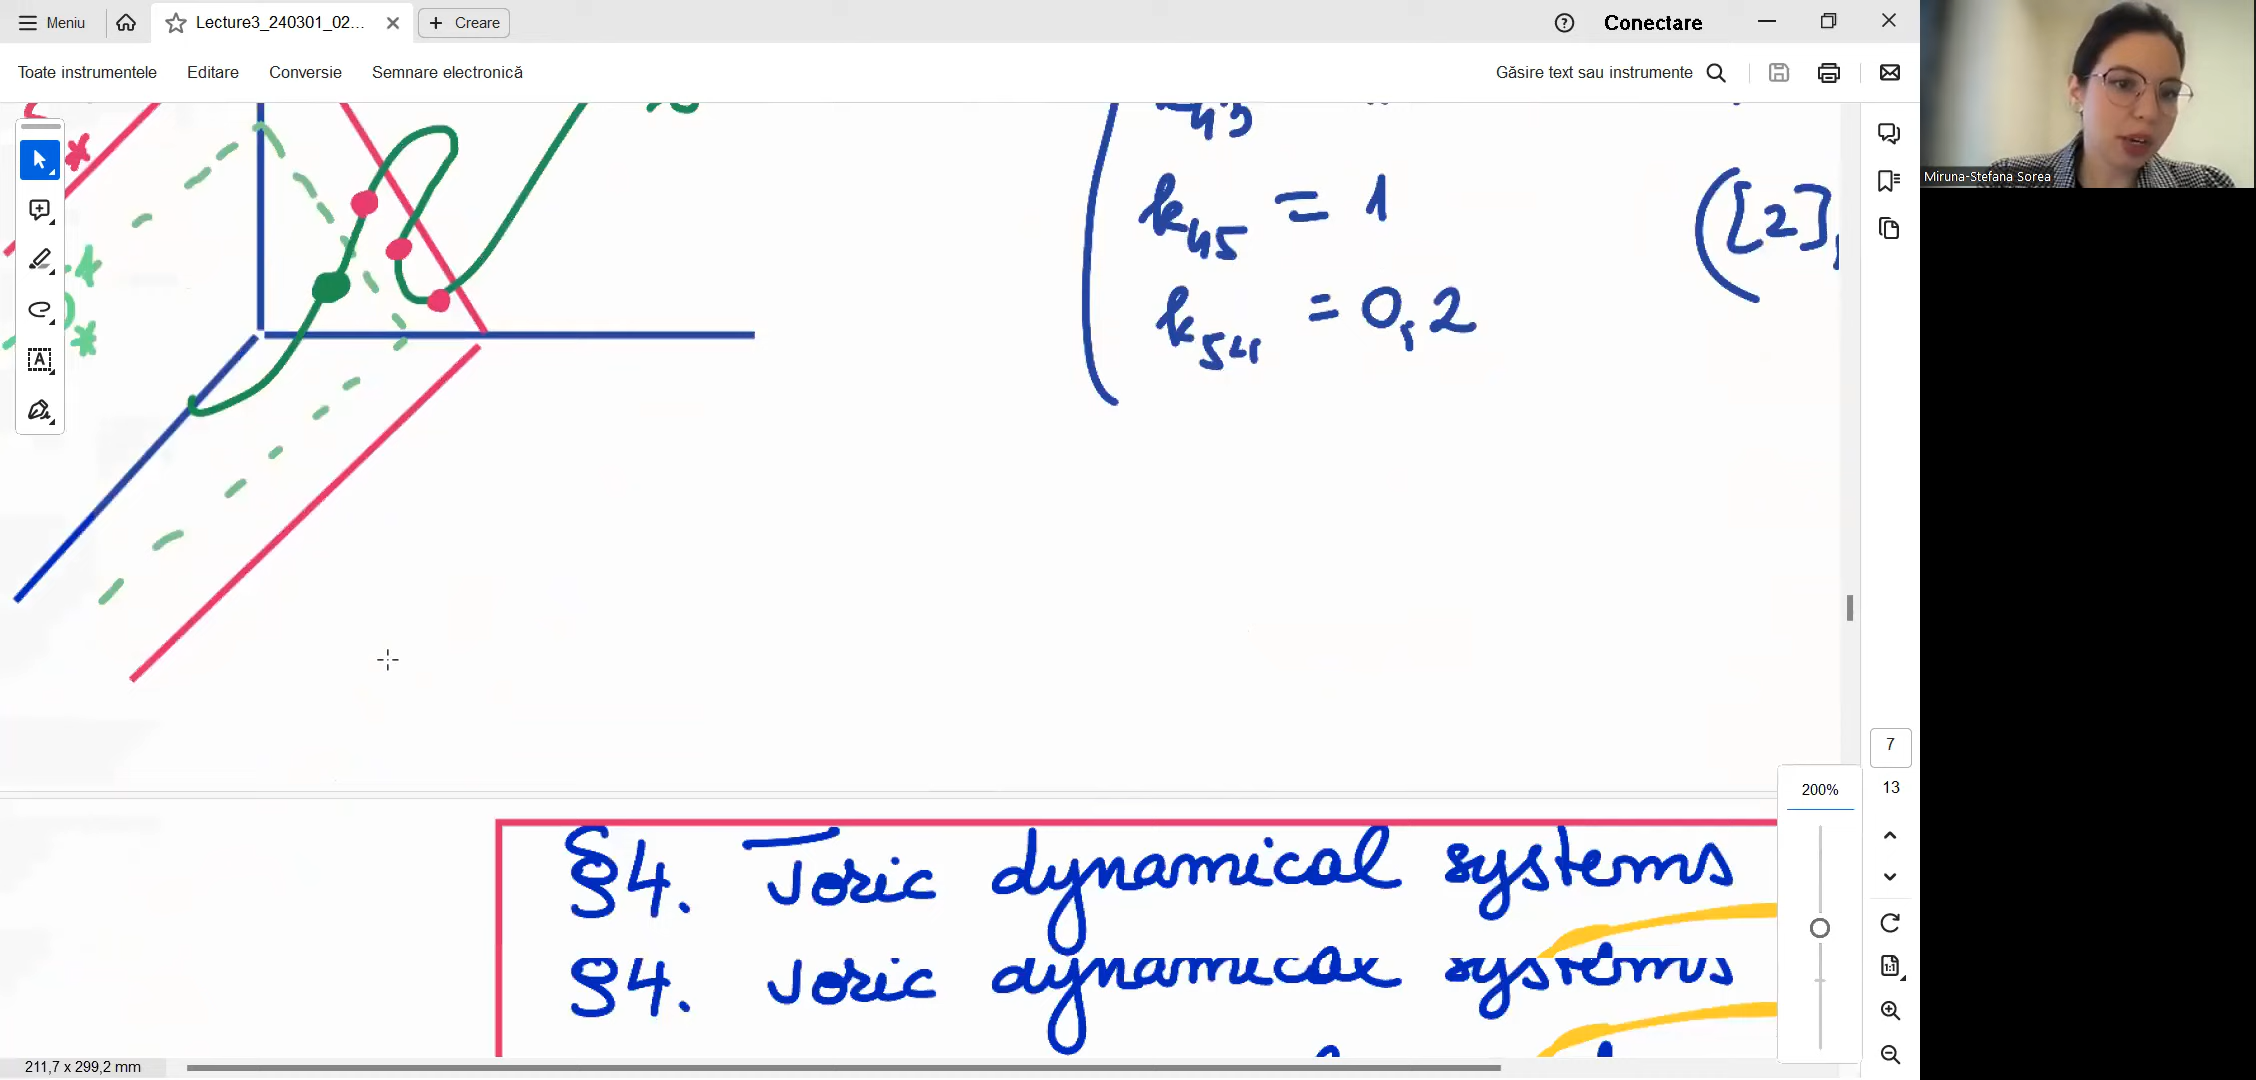 Meniu
Lecture3_240301_02...
Creare
Conectare
Toate instrumentele Editare Conversie Semnare electronică
Găsire text sau instrumente
Miruna-Stefana Sorea
k45 = 1
k54 = 0,2
([2],
7
13
200%
§4. Toric dynamical systems
§4. Toric dynamical systems
211,7 x 299,2 mm